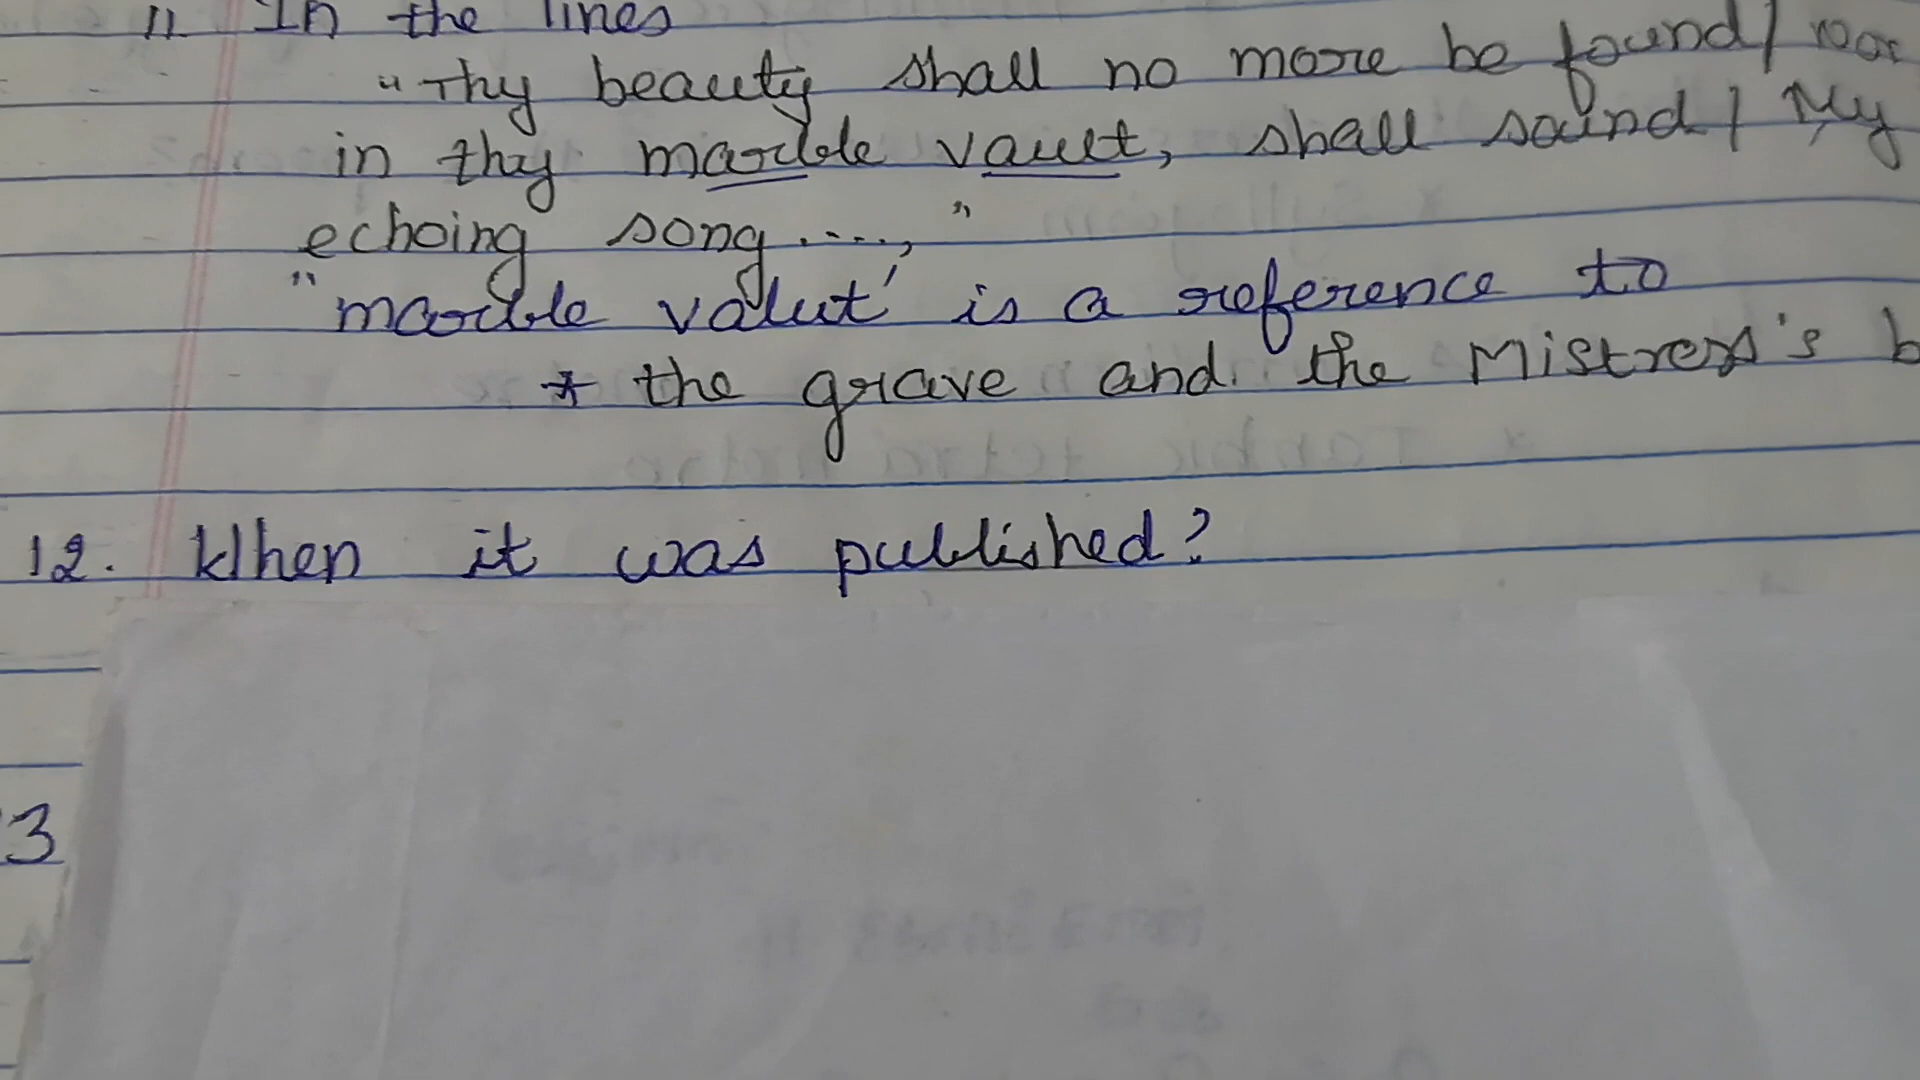 11. In the lines
"Thy beauty shall no more be found / nor
in thy marble vault, shall sound / My
echoing song ....,"
"marble valut' is a reference to
* the grave and the Mistress's b
12. When it was published?
3